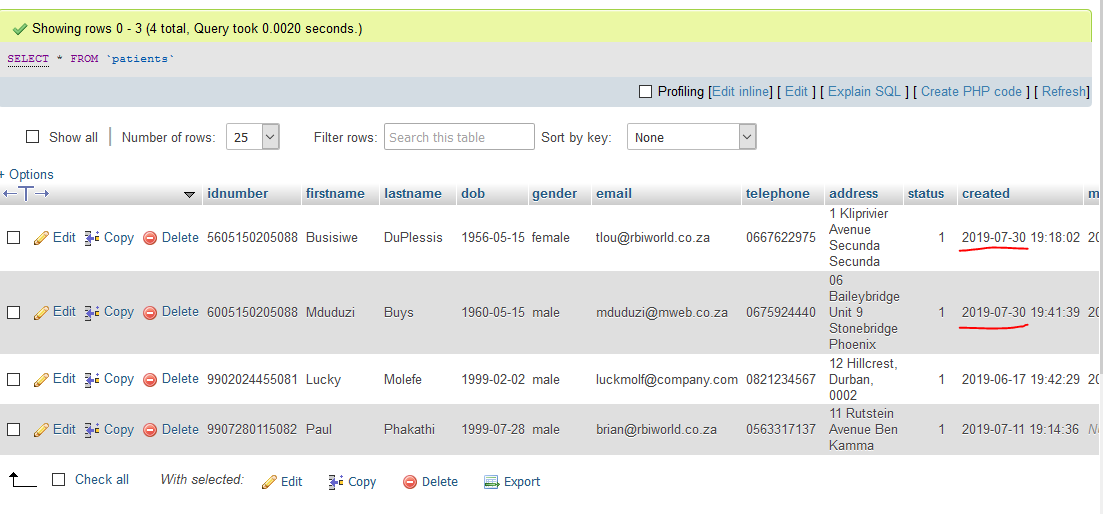 Showing rows 0 - 3 (4 total, Query took 0.0020 seconds.)
SELECT * FROM `patients`
Profiling [Edit inline] [ Edit ] [ Explain SQL ] [ Create PHP code ] [ Refresh]
Show all Number of rows: 25 Filter rows: Search this table Sort by key: None
+ Options
←T→ idnumber firstname lastname dob gender email telephone address status created m
Edit Copy Delete 5605150205088 Busisiwe DuPlessis 1956-05-15 female tlou@rbiworld.co.za 0667622975 1 Kliprivier Avenue Secunda Secunda 1 2019-07-30 19:18:02 20
Edit Copy Delete 6005150205088 Mduduzi Buys 1960-05-15 male mduduzi@mweb.co.za 0675924440 06 Baileybridge Unit 9 Stonebridge Phoenix 1 2019-07-30 19:41:39 20
Edit Copy Delete 9902024455081 Lucky Molefe 1999-02-02 male luckmolf@company.com 0821234567 12 Hillcrest, Durban, 0002 1 2019-06-17 19:42:29 20
Edit Copy Delete 9907280115082 Paul Phakathi 1999-07-28 male brian@rbiworld.co.za 0563317137 11 Rutstein Avenue Ben Kamma 1 2019-07-11 19:14:36 N
Check all With selected: Edit Copy Delete Export